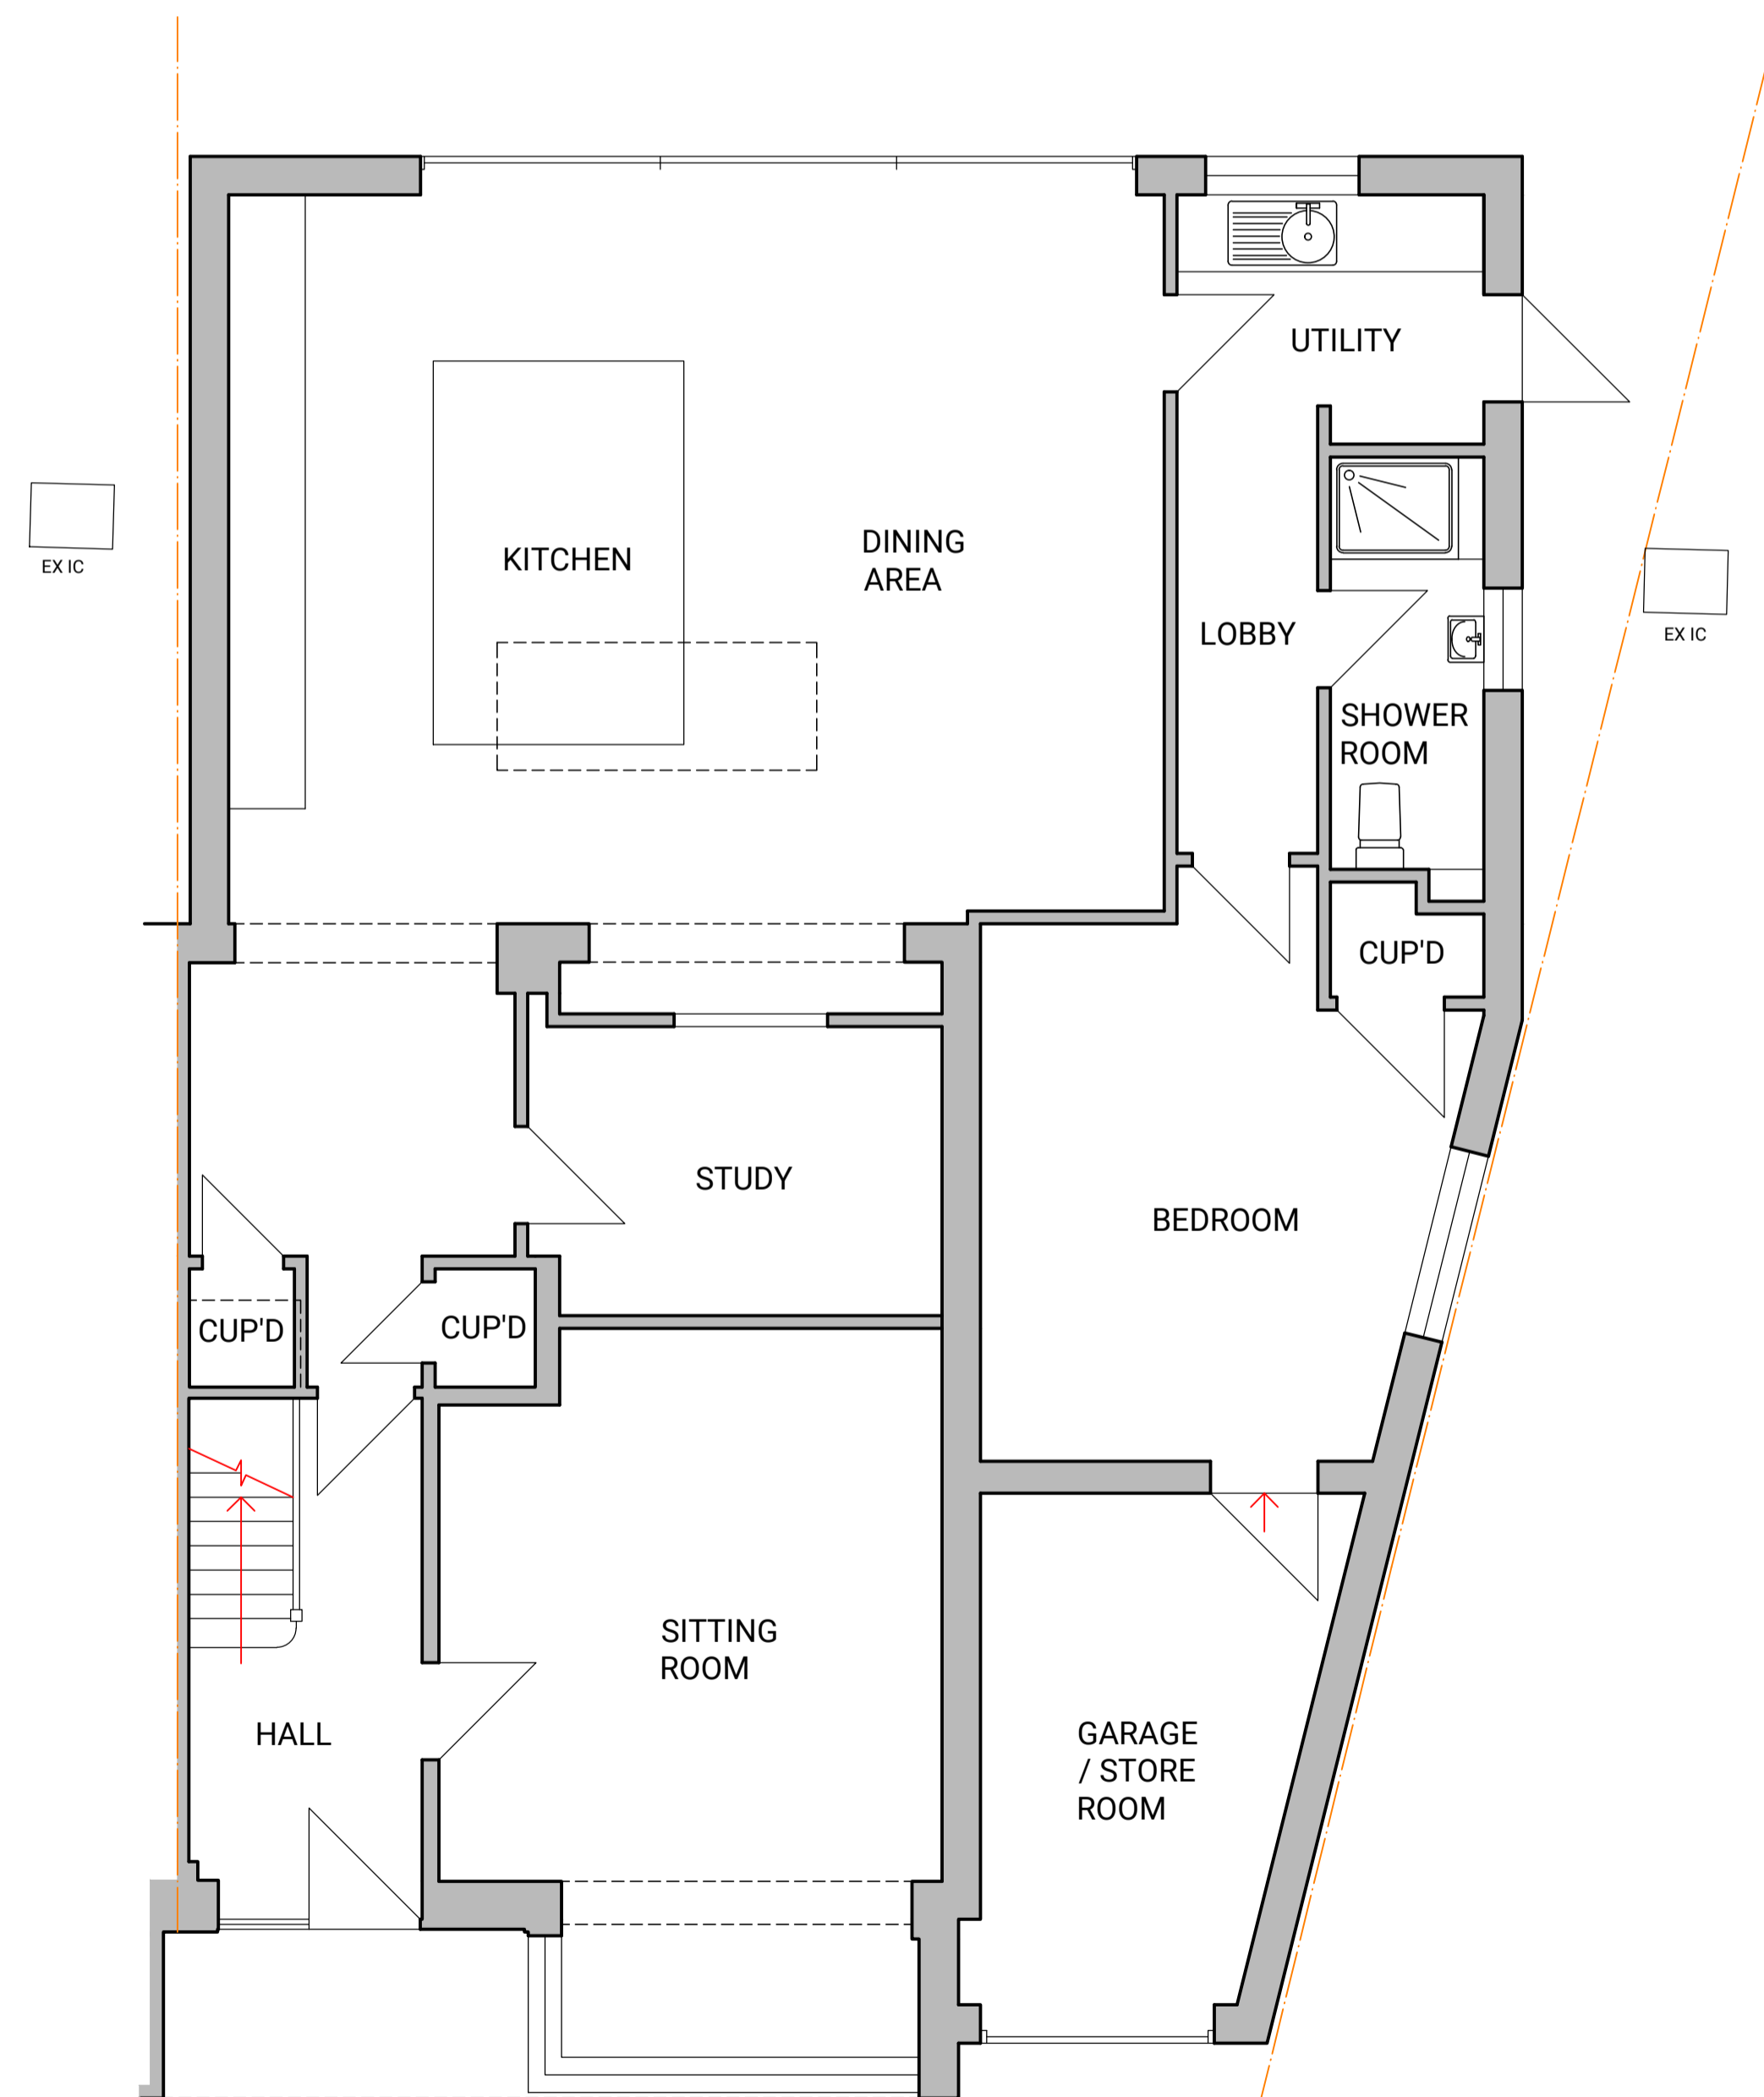 UTILITY
KITCHEN
DINING
AREA
EX IC
EX IC
LOBBY
SHOWER
ROOM
CUP'D
STUDY
BEDROOM
CUP'D
CUP'D
SITTING
ROOM
HALL
GARAGE
/ STORE
ROOM